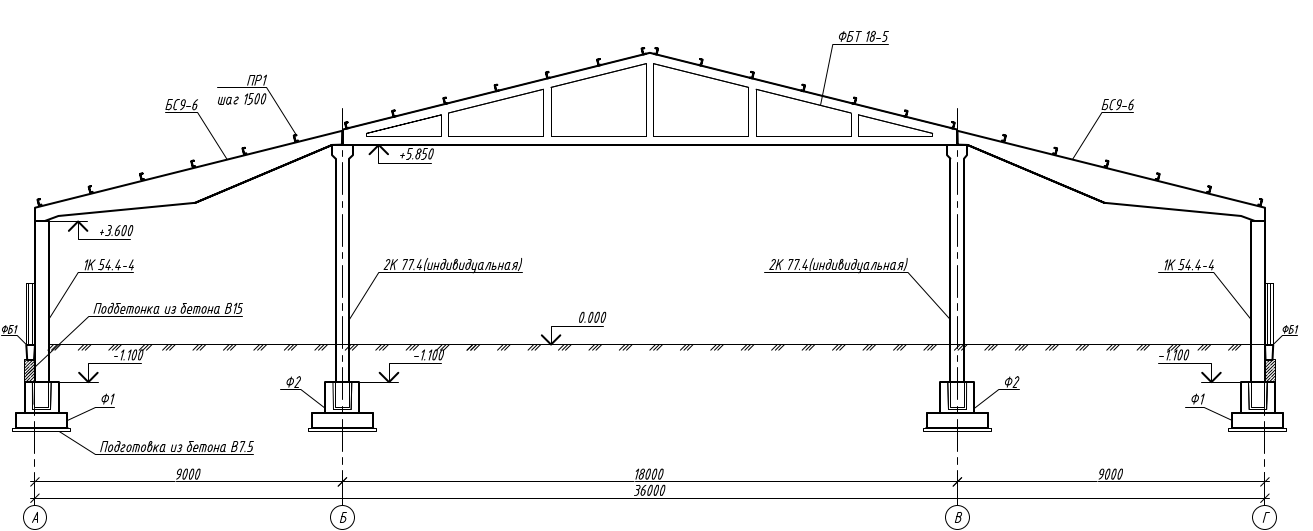 ФБТ 18-5
ПР1
шаг 1500
БС9-6
БС9-6
+5.850
+3.600
1К 54.4-4
2К 77.4(индивидуальная)
2К 77.4(индивидуальная)
1К 54.4-4
Подбетонка из бетона В15
0.000
ФБ1
ФБ1
-1.100
-1.100
-1.100
Ф2
Ф2
Ф1
Ф1
Подготовка из бетона В7.5
9000
18000
9000
36000
А
Б
В
Г